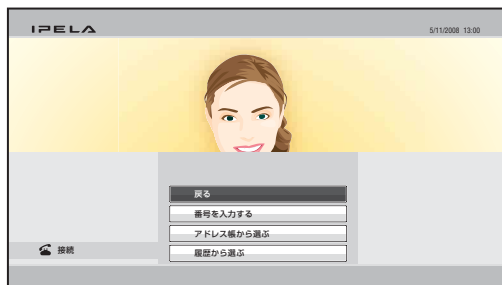 IPELA
5/11/2008 13:00
戻る
番号を入力する
アドレス帳から選ぶ
履歴から選ぶ
接続